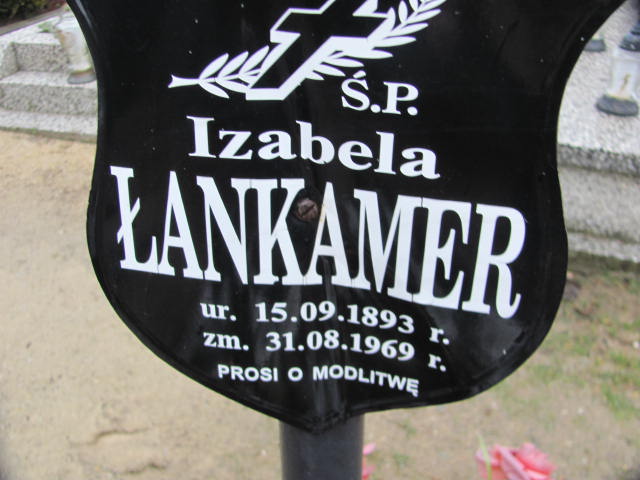 Ś.P.
Izabela
ŁANKAMER
ur. 15.09.1893 r.
zm. 31.08.1969 r.
PROSI O MODLITWĘ